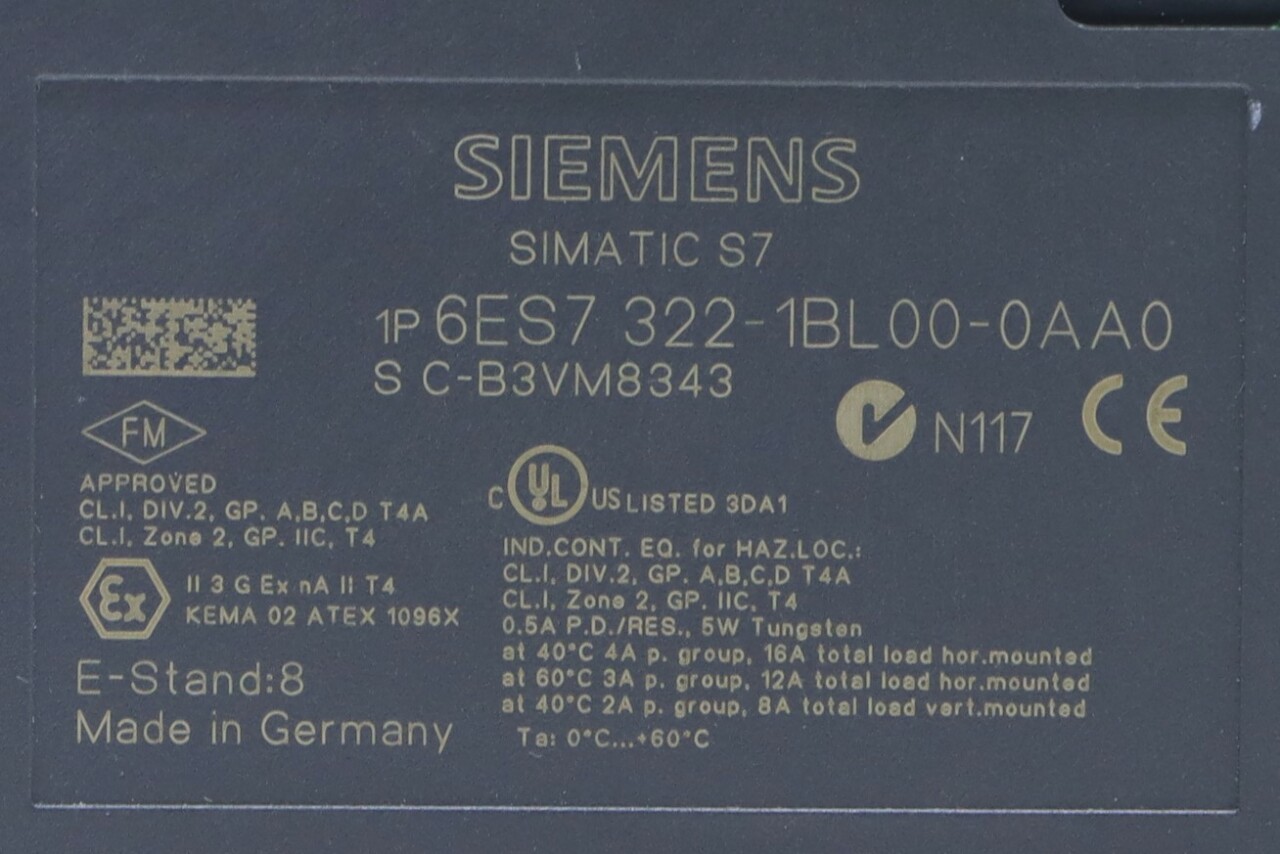 SIEMENS
SIMATIC S7
1P 6ES7 322-1BL00-0AA0
S C-B3VM8343
N117 CE
FM
APPROVED
CL.I, DIV.2, GP. A,B,C,D T4A
CL.I, Zone 2, GP. IIC, T4
Ex II 3 G Ex nA II T4
KEMA 02 ATEX 1096X
E-Stand:8
Made in Germany
C UL US LISTED 3DA1
IND.CONT. EQ. for HAZ.LOC.:
CL.I, DIV.2, GP. A,B,C,D T4A
CL.I, Zone 2, GP. IIC, T4
0.5A P.D./RES., 5W Tungsten
at 40°C 4A p. group, 16A total load hor.mounted
at 60°C 3A p. group, 12A total load hor.mounted
at 40°C 2A p. group, 8A total load vert.mounted
Ta: 0°C...+60°C